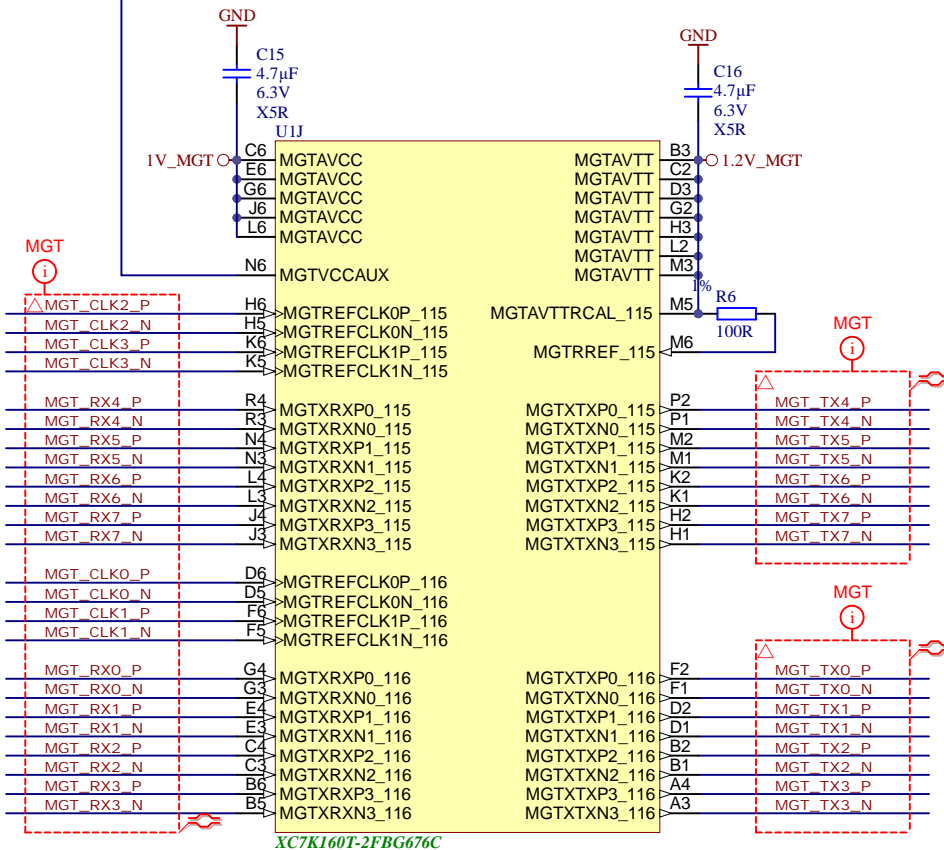 GND
C15
4.7µF
6.3V
X5R
GND
C16
4.7µF
6.3V
X5R
U1J
1V_MGT C6 MGTAVCC MGTAVTT B3 1.2V_MGT
E6 MGTAVCC MGTAVTT C2
G6 MGTAVCC MGTAVTT D3
J6 MGTAVCC MGTAVTT G2
L6 MGTAVCC MGTAVTT H3
MGTAVTT L2
MGT
i
N6 MGTVCCAUX MGTAVTT M3
1%
MGT_CLK2_P H6 MGTREFCLK0P_115 MGTAVTTRCAL_115 M5 R6
100R
MGT_CLK2_N H5 MGTREFCLK0N_115
MGT_CLK3_P K6 MGTREFCLK1P_115 MGTRREF_115 M6
MGT_CLK3_N K5 MGTREFCLK1N_115
MGT
i
MGT_RX4_P R4 MGTXRXP0_115 MGTXTXP0_115 P2 MGT_TX4_P
MGT_RX4_N R3 MGTXRXN0_115 MGTXTXN0_115 P1 MGT_TX4_N
MGT_RX5_P N4 MGTXRXP1_115 MGTXTXP1_115 M2 MGT_TX5_P
MGT_RX5_N N3 MGTXRXN1_115 MGTXTXN1_115 M1 MGT_TX5_N
MGT_RX6_P L4 MGTXRXP2_115 MGTXTXP2_115 K2 MGT_TX6_P
MGT_RX6_N L3 MGTXRXN2_115 MGTXTXN2_115 K1 MGT_TX6_N
MGT_RX7_P J4 MGTXRXP3_115 MGTXTXP3_115 H2 MGT_TX7_P
MGT_RX7_N J3 MGTXRXN3_115 MGTXTXN3_115 H1 MGT_TX7_N
MGT_CLK0_P D6 MGTREFCLK0P_116
MGT_CLK0_N D5 MGTREFCLK0N_116
MGT_CLK1_P F6 MGTREFCLK1P_116
MGT_CLK1_N F5 MGTREFCLK1N_116
MGT
i
MGT_RX0_P G4 MGTXRXP0_116 MGTXTXP0_116 F2 MGT_TX0_P
MGT_RX0_N G3 MGTXRXN0_116 MGTXTXN0_116 F1 MGT_TX0_N
MGT_RX1_P E4 MGTXRXP1_116 MGTXTXP1_116 D2 MGT_TX1_P
MGT_RX1_N E3 MGTXRXN1_116 MGTXTXN1_116 D1 MGT_TX1_N
MGT_RX2_P C4 MGTXRXP2_116 MGTXTXP2_116 B2 MGT_TX2_P
MGT_RX2_N C3 MGTXRXN2_116 MGTXTXN2_116 B1 MGT_TX2_N
MGT_RX3_P B6 MGTXRXP3_116 MGTXTXP3_116 A4 MGT_TX3_P
MGT_RX3_N B5 MGTXRXN3_116 MGTXTXN3_116 A3 MGT_TX3_N
XC7K160T-2FBG676C